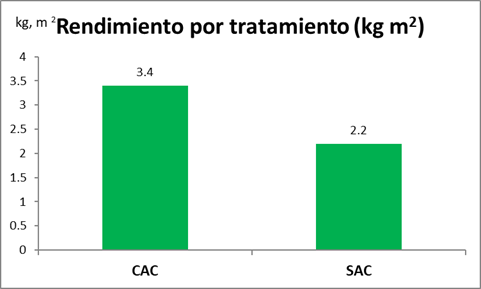 kg, m ²
Rendimiento por tratamiento (kg m²)
4
3.5
3
2.5
2
1.5
1
0.5
0
3.4
2.2
CAC
SAC